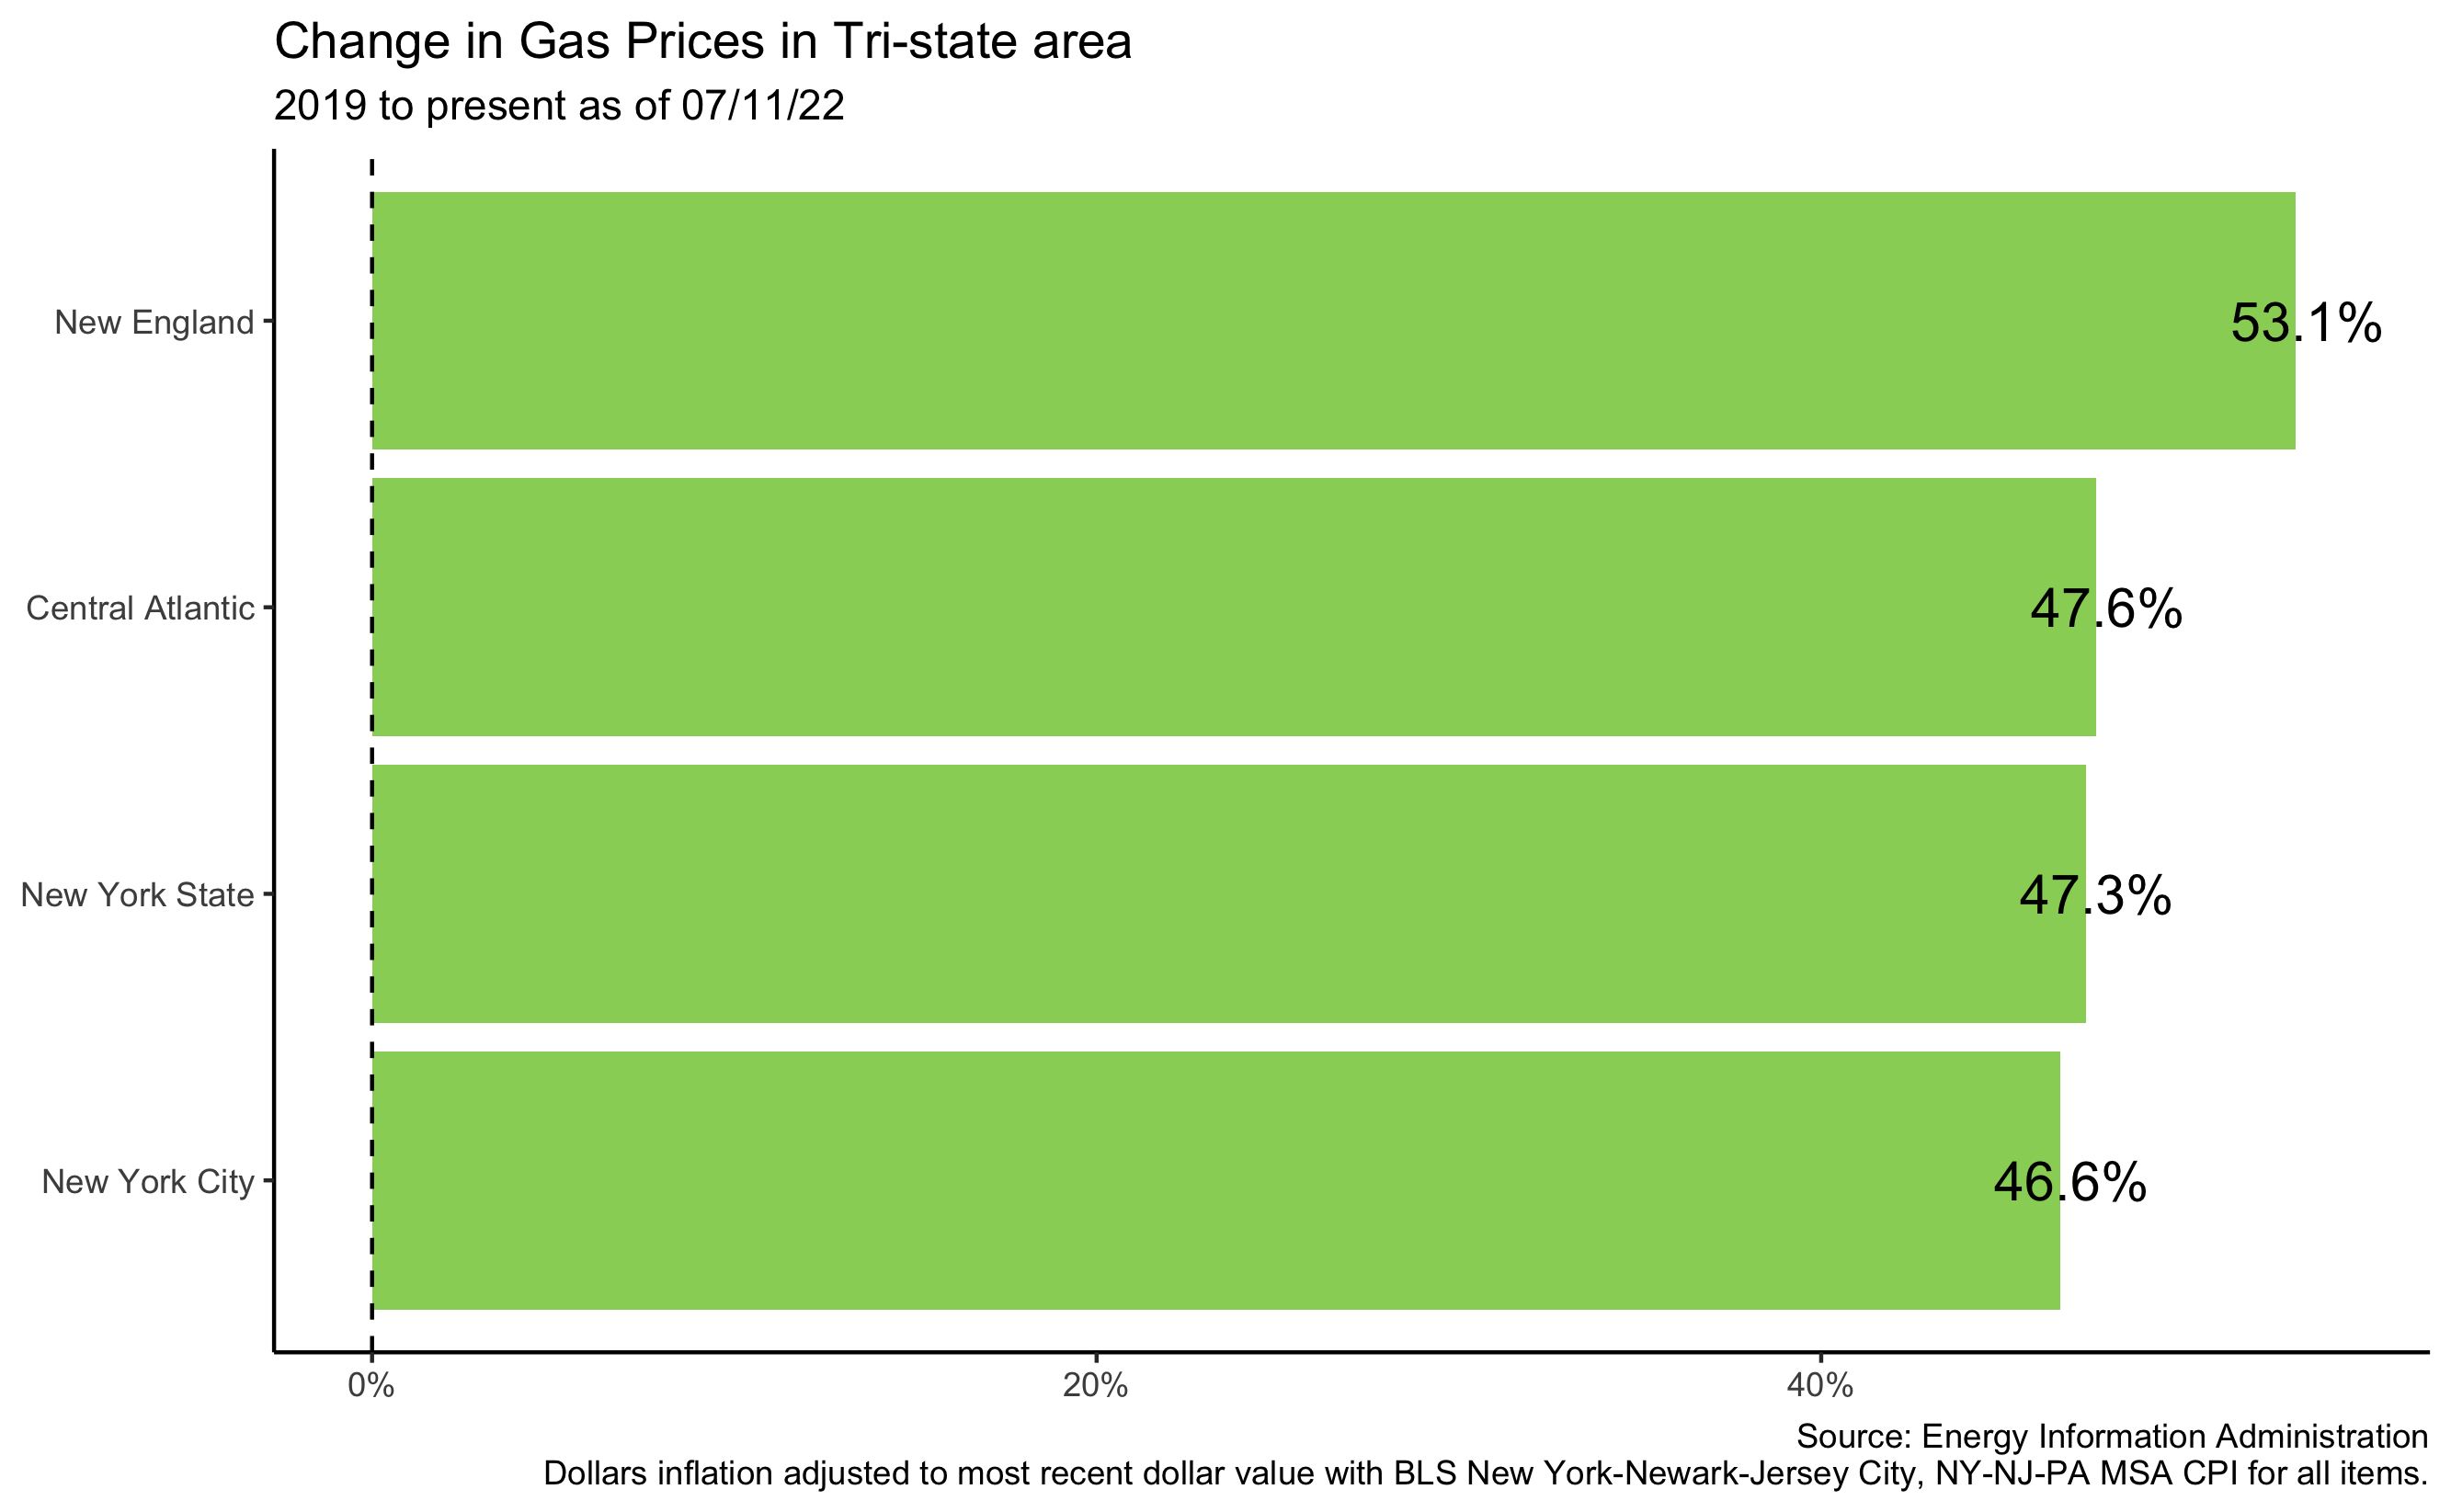 Change in Gas Prices in Tri-state area
2019 to present as of 07/11/22
New England
53.1%
Central Atlantic
47.6%
New York State
47.3%
New York City
46.6%
0%
20%
40%
Source: Energy Information Administration
Dollars inflation adjusted to most recent dollar value with BLS New York-Newark-Jersey City, NY-NJ-PA MSA CPI for all items.